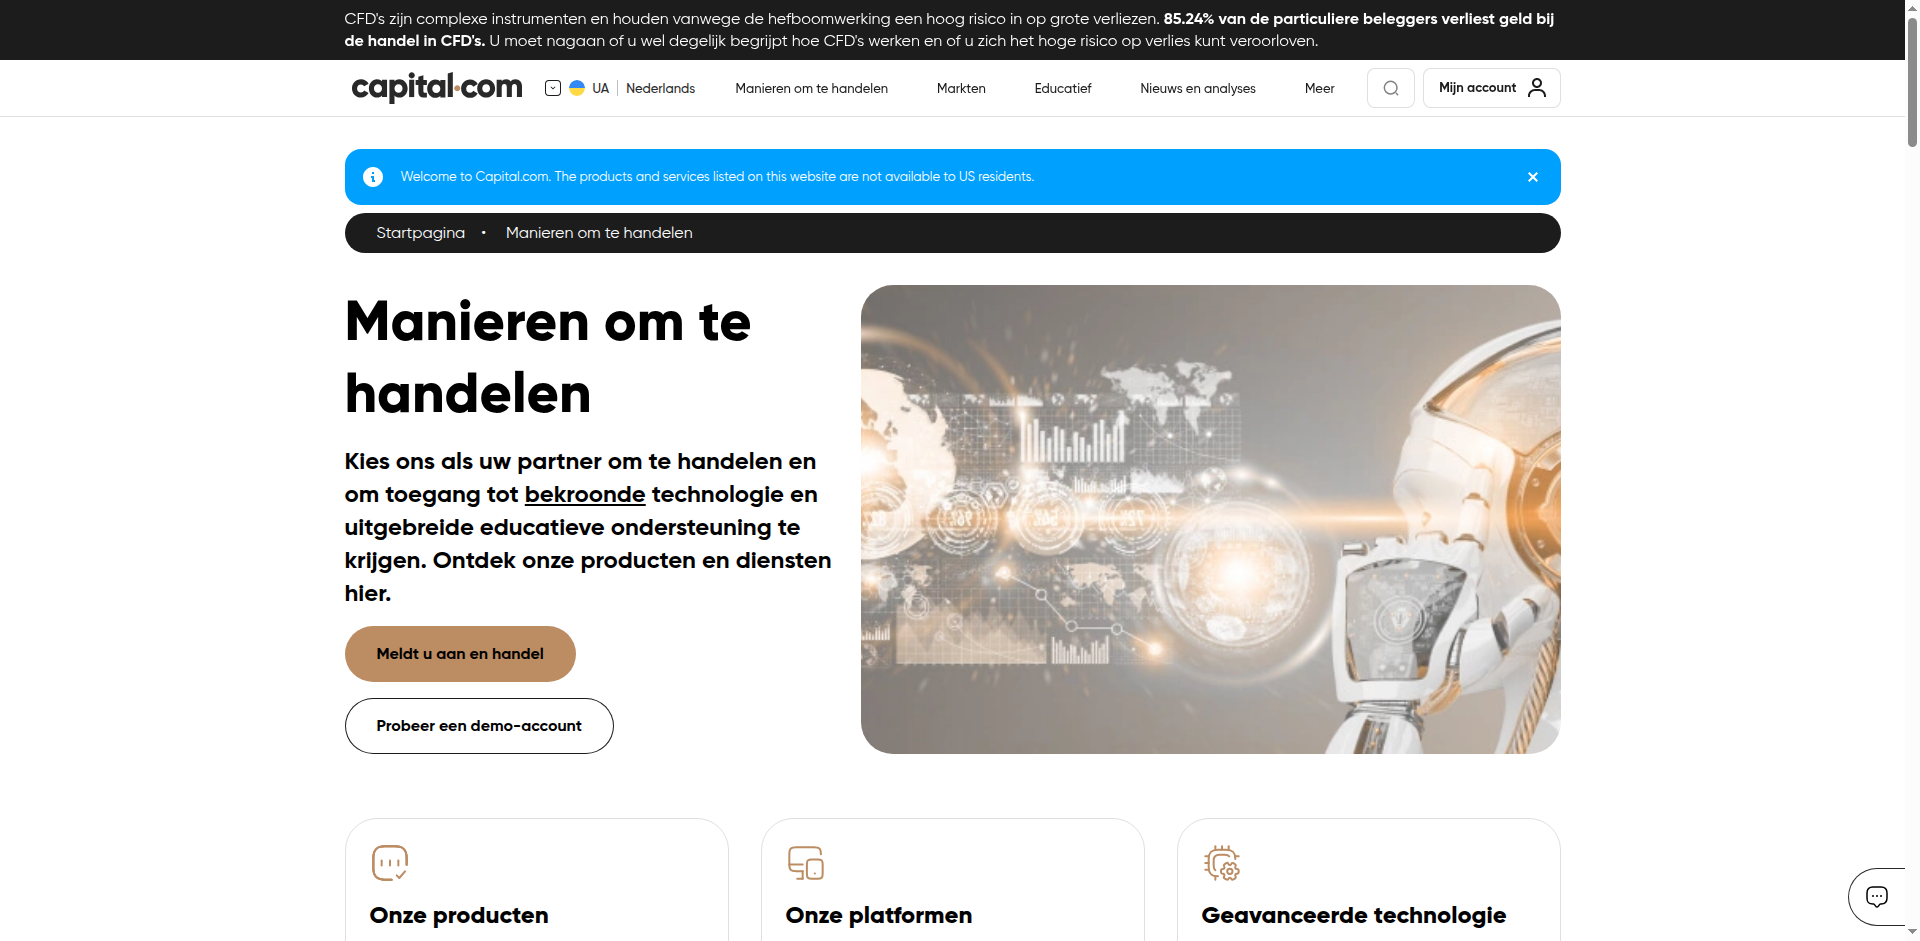 CFD's zijn complexe instrumenten en houden vanwege de hefboomwerking een hoog risico in op grote verliezen. 85.24% van de particuliere beleggers verliest geld bij
de handel in CFD's. U moet nagaan of u wel degelijk begrijpt hoe CFD's werken en of u zich het hoge risico op verlies kunt veroorloven.
capital.com UA Nederlands Manieren om te handelen Markten Educatief Nieuws en analyses Meer Mijn account
Welcome to Capital.com. The products and services listed on this website are not available to US residents.
Startpagina • Manieren om te handelen
Manieren om te
handelen
Kies ons als uw partner om te handelen en
om toegang tot bekroonde technologie en
uitgebreide educatieve ondersteuning te
krijgen. Ontdek onze producten en diensten
hier.
Meldt u aan en handel
Probeer een demo-account
Onze producten
Onze platformen
Geavanceerde technologie